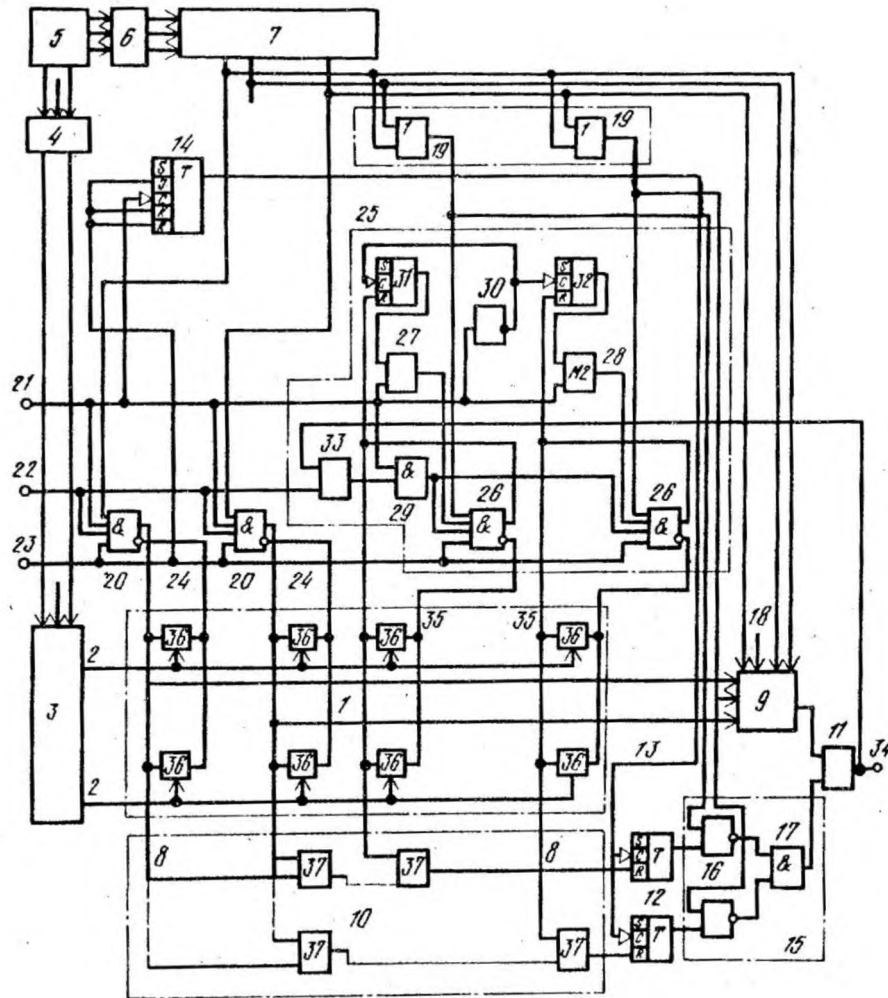 5 6 7
4 14 1 19 1 19
S J C R R T
25
S C R 31 30 S C R 32
27 M2 28
21
33
22 & 29 26 26
& & & &
23
20 24 20 24
35 35
36 36 36 36 18
2
3 1 9
11 34
36 36 36 36 13
2
8 8 S C R T 17
37 37 16 &
12
10 S C R T
37 37 15